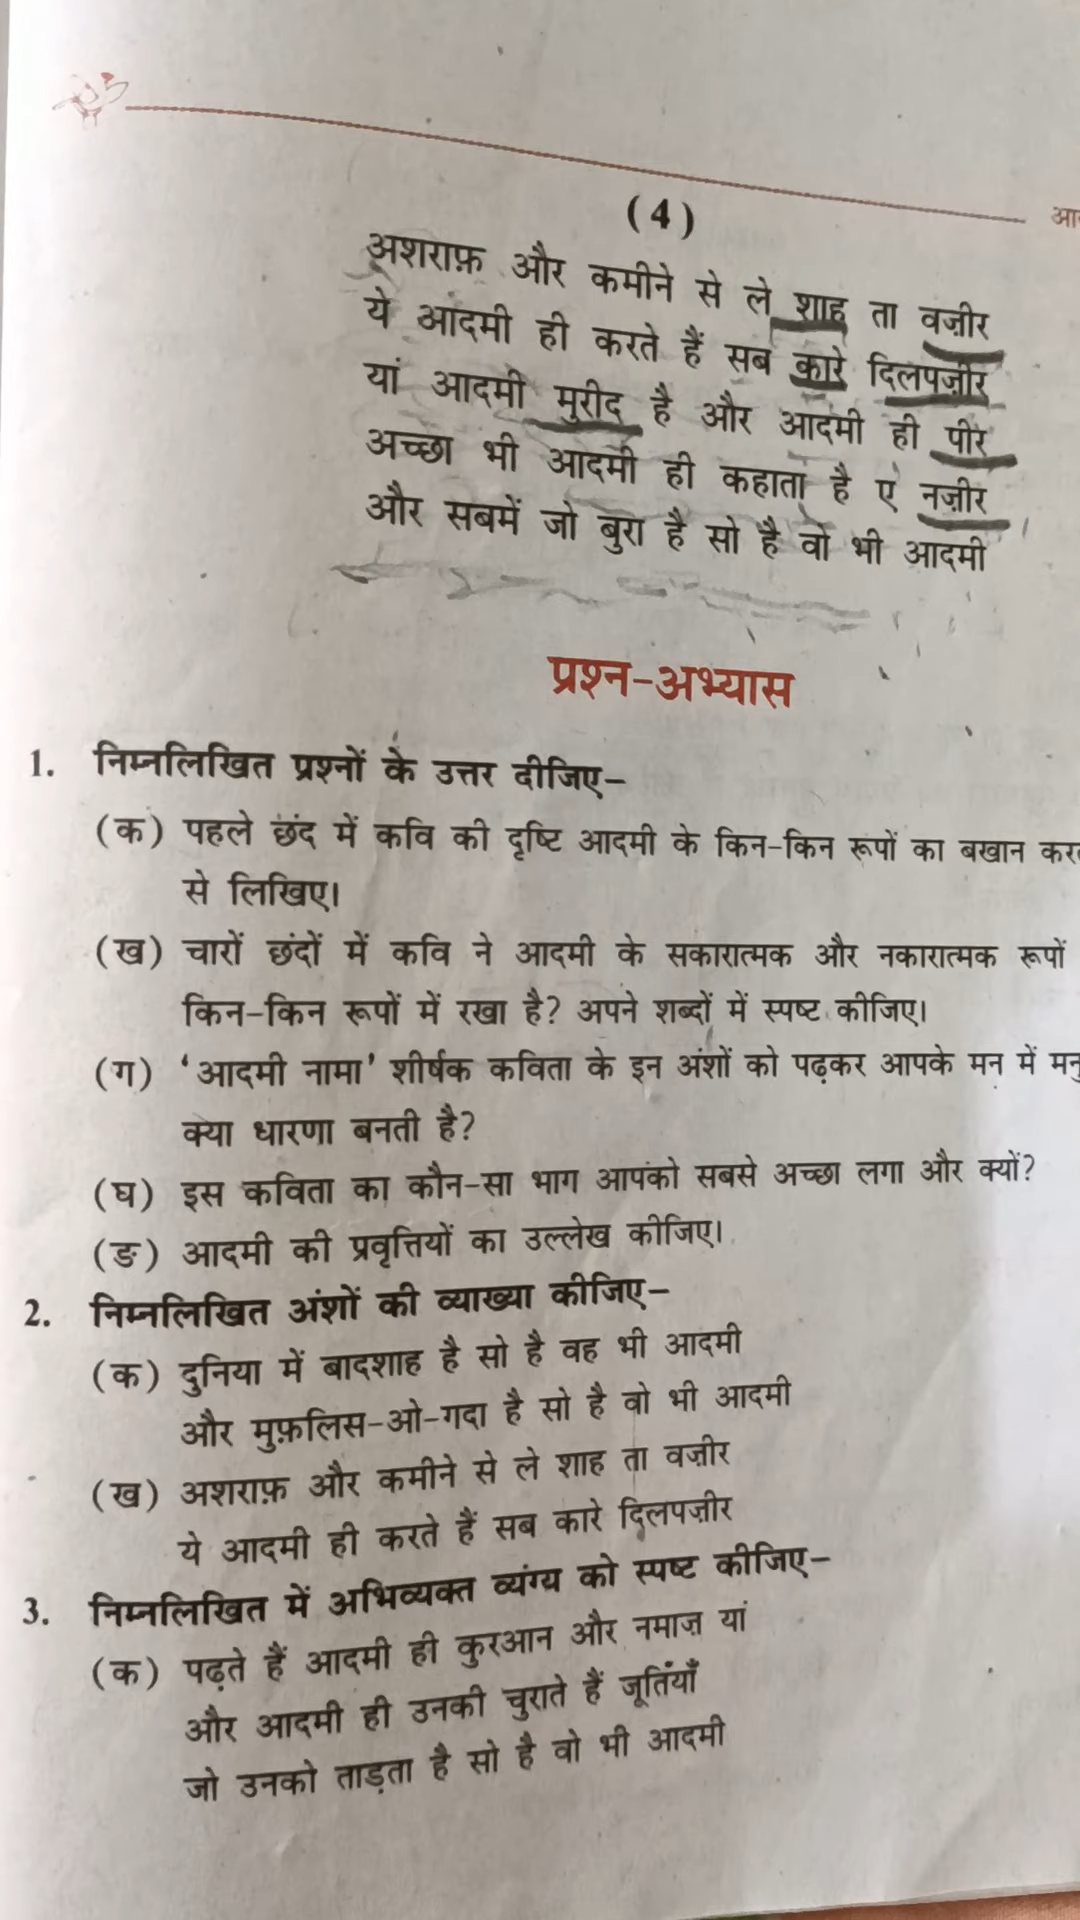 (4)
अशराफ़ और कमीने से ले शाह ता वज़ीर
ये आदमी ही करते हैं सब कारे दिलपज़ीर
यां आदमी मुरीद है और आदमी ही पीर
अच्छा भी आदमी ही कहाता है ए नज़ीर
और सबमें जो बुरा है सो है वो भी आदमी
प्रश्न-अभ्यास
1. निम्नलिखित प्रश्नों के उत्तर दीजिए–
(क) पहले छंद में कवि की दृष्टि आदमी के किन-किन रूपों का बखान
से लिखिए।
(ख) चारों छंदों में कवि ने आदमी के सकारात्मक और नकारात्मक रूपों
किन-किन रूपों में रखा है? अपने शब्दों में स्पष्ट कीजिए।
(ग) ‘आदमी नामा’ शीर्षक कविता के इन अंशों को पढ़कर आपके मन में
क्या धारणा बनती है?
(घ) इस कविता का कौन-सा भाग आपको सबसे अच्छा लगा और क्यों?
(ङ) आदमी की प्रवृत्तियों का उल्लेख कीजिए।
2. निम्नलिखित अंशों की व्याख्या कीजिए–
(क) दुनिया में बादशाह है सो है वह भी आदमी
और मुफ़लिस-ओ-गदा है सो है वो भी आदमी
(ख) अशराफ़ और कमीने से ले शाह ता वज़ीर
ये आदमी ही करते हैं सब कारे दिलपज़ीर
3. निम्नलिखित में अभिव्यक्त व्यंग्य को स्पष्ट कीजिए–
(क) पढ़ते हैं आदमी ही कुरआन और नमाज़ यां
और आदमी ही उनकी चुराते हैं जूतियाँ
जो उनको ताड़ता है सो है वो भी आदमी